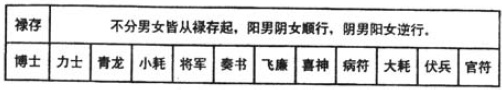 禄存 不分男女皆从禄存起，阳男阴女顺行，阴男阳女逆行。
博士 力士 青龙 小耗 将军 奏书 飞廉 喜神 病符 大耗 伏兵 官符